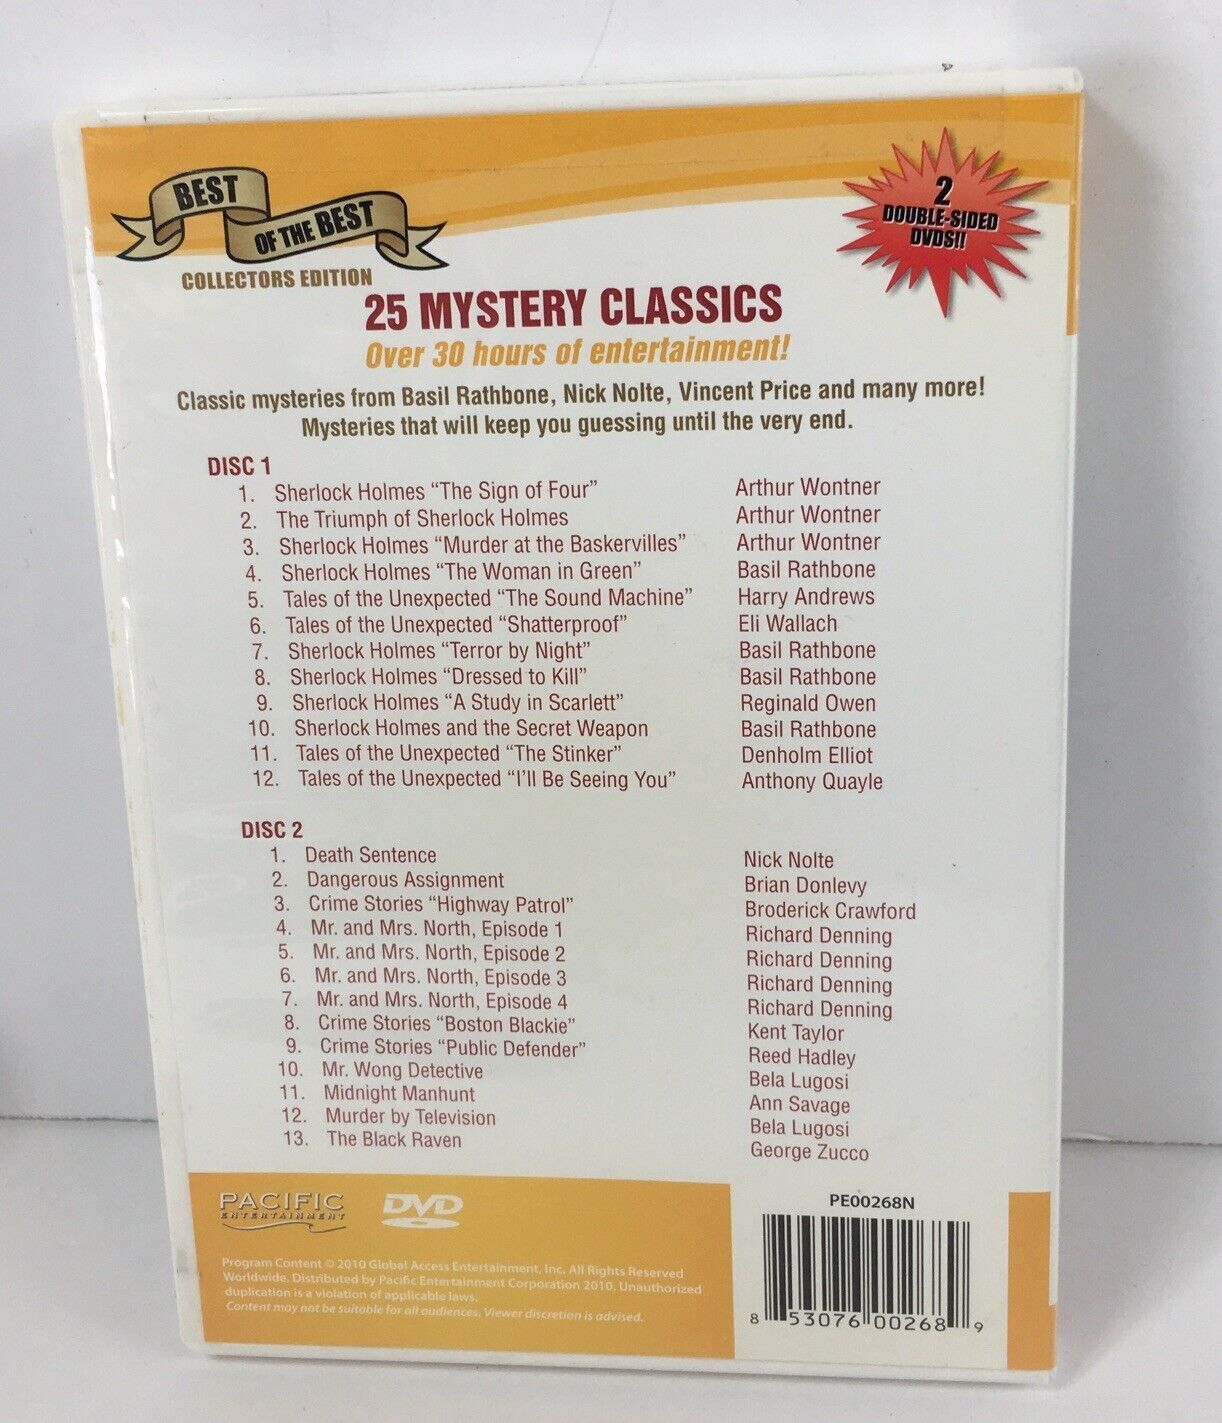 BEST
OF THE BEST
COLLECTORS EDITION
2
DOUBLE-SIDED
DVDS!!
25 MYSTERY CLASSICS
Over 30 hours of entertainment!
Classic mysteries from Basil Rathbone, Nick Nolte, Vincent Price and many more!
Mysteries that will keep you guessing until the very end.
DISC 1
1. Sherlock Holmes “The Sign of Four” Arthur Wontner
2. The Triumph of Sherlock Holmes Arthur Wontner
3. Sherlock Holmes “Murder at the Baskervilles” Arthur Wontner
4. Sherlock Holmes “The Woman in Green” Basil Rathbone
5. Tales of the Unexpected “The Sound Machine” Harry Andrews
6. Tales of the Unexpected “Shatterproof” Eli Wallach
7. Sherlock Holmes “Terror by Night” Basil Rathbone
8. Sherlock Holmes “Dressed to Kill” Basil Rathbone
9. Sherlock Holmes “A Study in Scarlett” Reginald Owen
10. Sherlock Holmes and the Secret Weapon Basil Rathbone
11. Tales of the Unexpected “The Stinker” Denholm Elliot
12. Tales of the Unexpected “I’ll Be Seeing You” Anthony Quayle
DISC 2
1. Death Sentence Nick Nolte
2. Dangerous Assignment Brian Donlevy
3. Crime Stories “Highway Patrol” Broderick Crawford
4. Mr. and Mrs. North, Episode 1 Richard Denning
5. Mr. and Mrs. North, Episode 2 Richard Denning
6. Mr. and Mrs. North, Episode 3 Richard Denning
7. Mr. and Mrs. North, Episode 4 Richard Denning
8. Crime Stories “Boston Blackie” Kent Taylor
9. Crime Stories “Public Defender” Reed Hadley
10. Mr. Wong Detective Bela Lugosi
11. Midnight Manhunt Ann Savage
12. Murder by Television Bela Lugosi
13. The Black Raven George Zucco
PACIFIC
ENTERTAINMENT
DVD
PE00268N
Program Content © 2010 Global Access Entertainment, Inc. All Rights Reserved
Worldwide. Distributed by Pacific Entertainment Corporation 2010. Unauthorized
duplication is a violation of applicable laws.
Content may not be suitable for all audiences. Viewer discretion is advised.
8 53076 00268 9